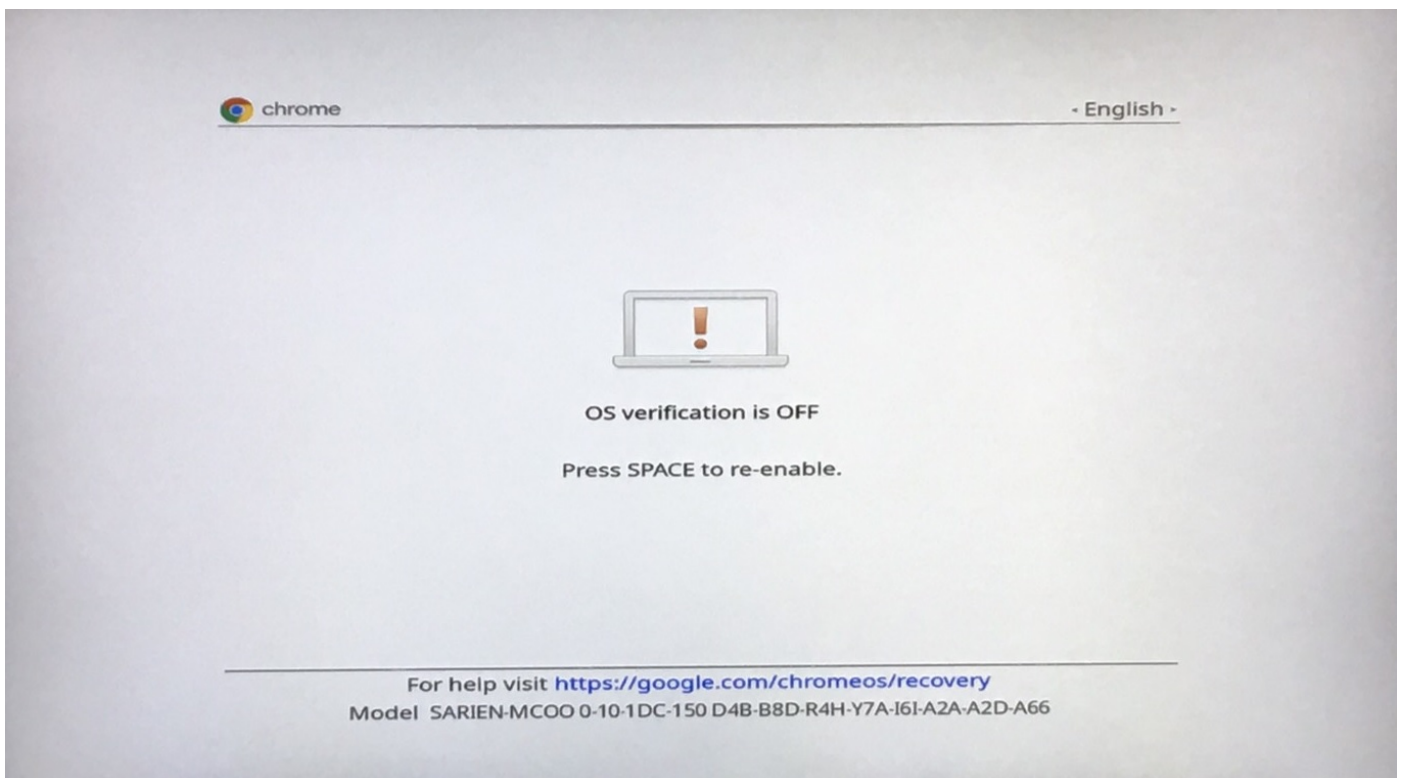 chrome
English
OS verification is OFF
Press SPACE to re-enable.
For help visit https://google.com/chromeos/recovery
Model SARIEN-MCOO 0-10-1DC-150 D4B-B8D-R4H-Y7A-I6I-A2A-A2D-A66